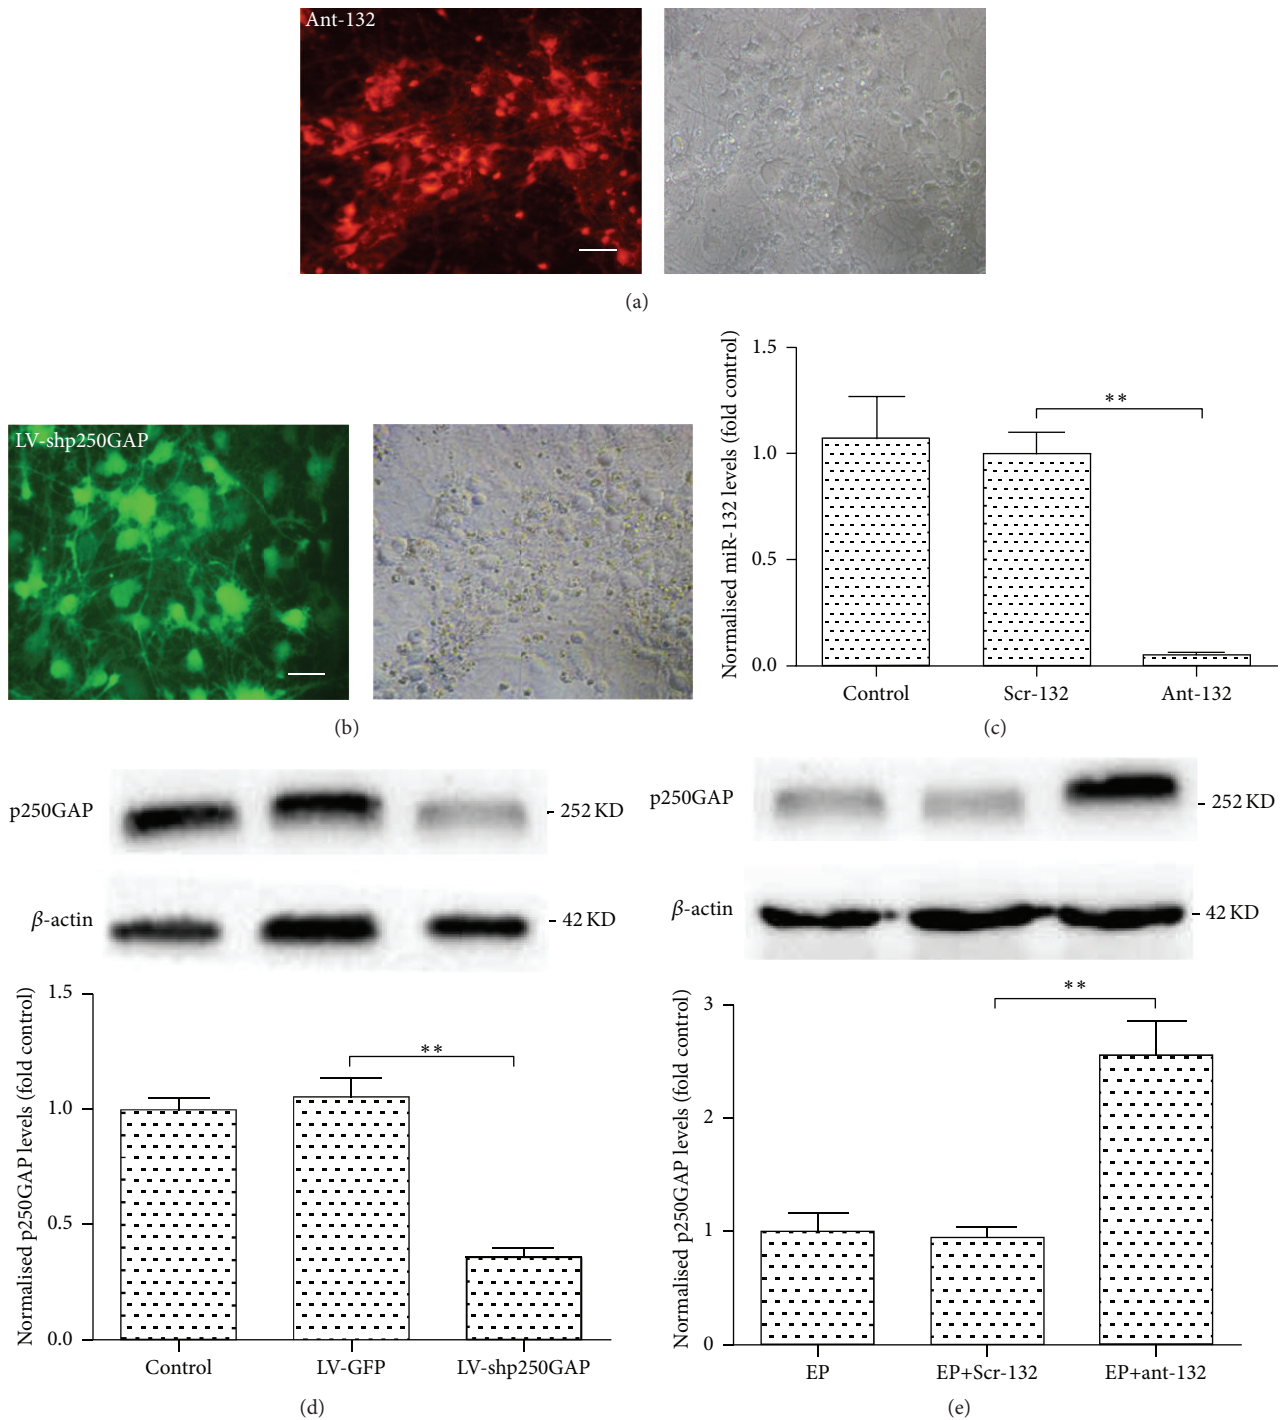 Ant-132
(a)
LV-shp250GAP
(b)
Normalised miR-132 levels (fold control)
1.5
1.0
0.5
0.0
**
Control
Scr-132
Ant-132
(c)
p250GAP
- 252 KD
β-actin
- 42 KD
Normalised p250GAP levels (fold control)
1.5
1.0
0.5
0.0
**
Control
LV-GFP
LV-shp250GAP
(d)
p250GAP
- 252 KD
β-actin
- 42 KD
Normalised p250GAP levels (fold control)
3
2
1
0
**
EP
EP+Scr-132
EP+ant-132
(e)